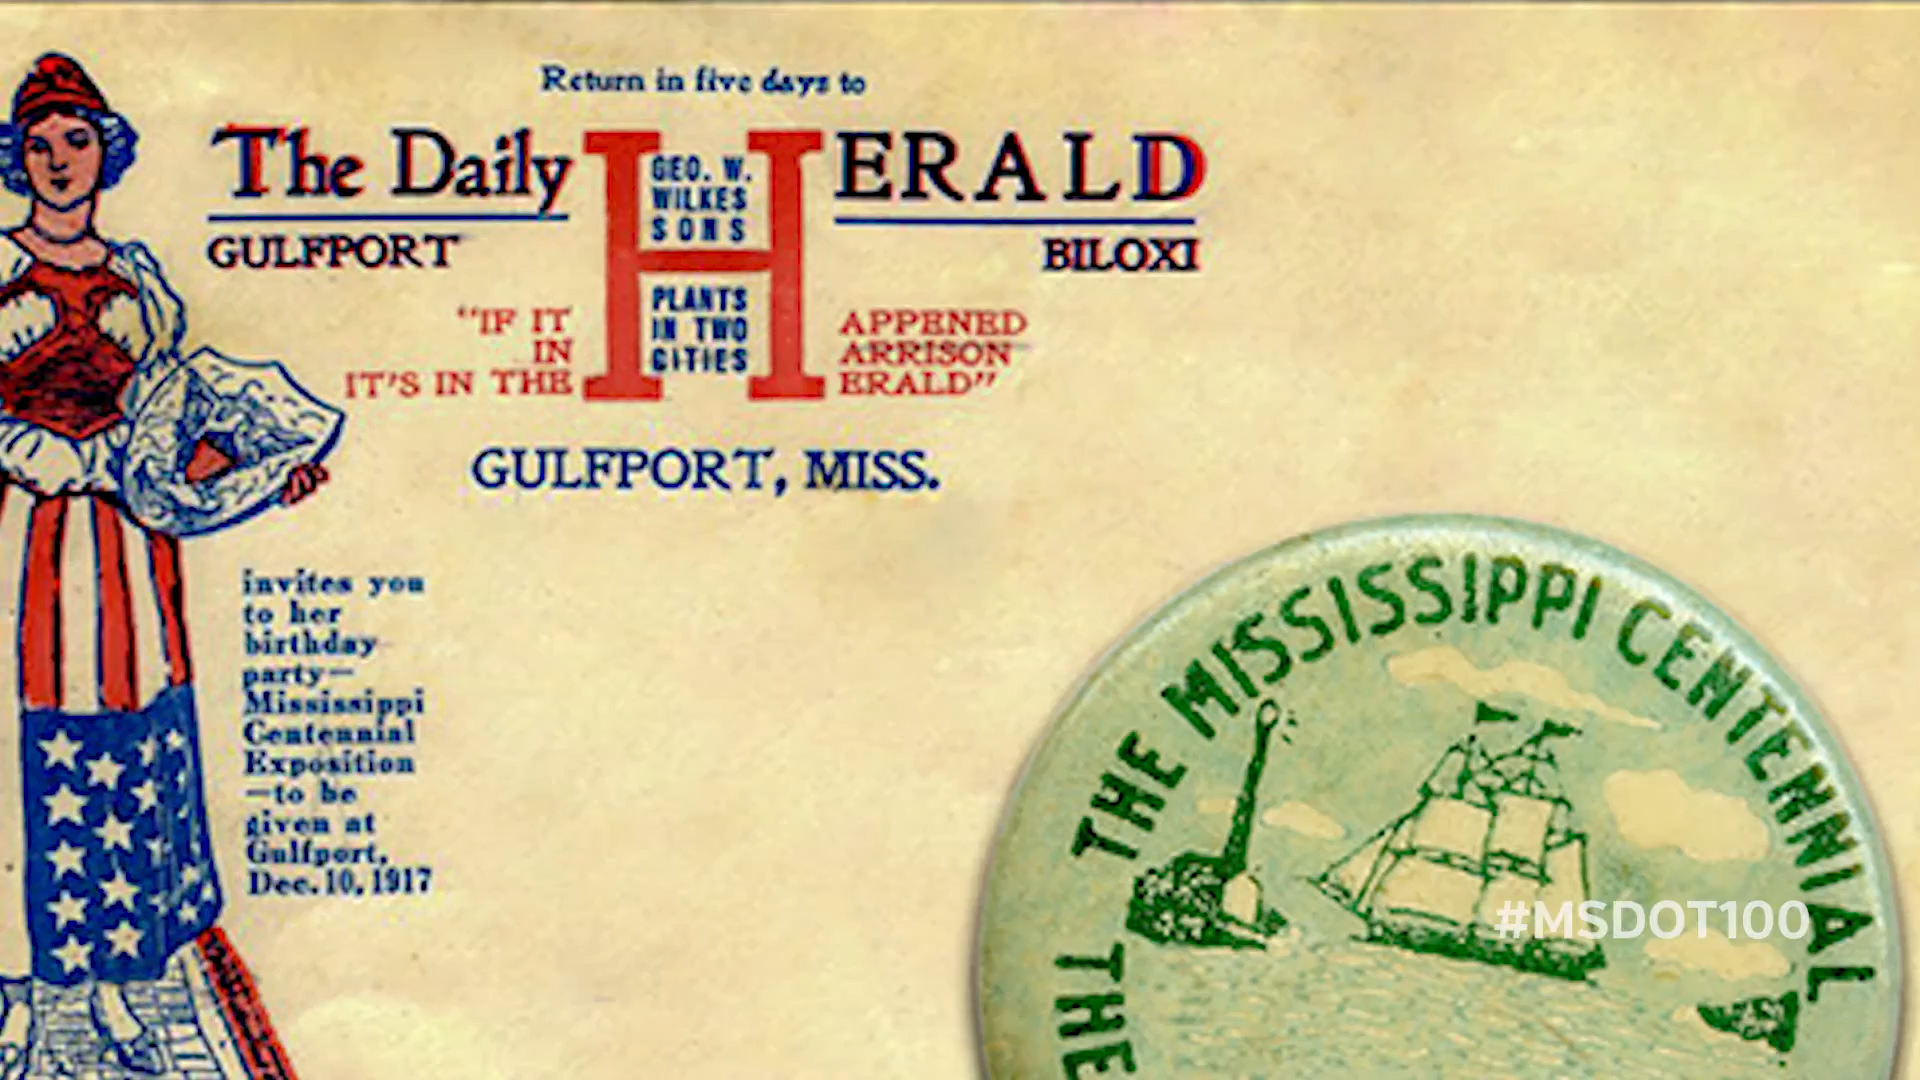 Return in five days to
The Daily HERALD
GEO. W.
WILKES
SONS
GULFPORT
BILOXI
PLANTS
IN TWO
CITIES
"IF IT APPENED
IN ARRISON
IT'S IN THE ERALD"
GULFPORT, MISS.
invites you
to her
birthday
party—
Mississippi
Centennial
Exposition
—to be
given at
Gulfport,
Dec. 10, 1917
THE MISSISSIPPI CENTENNIAL
THE
#MSDOT100